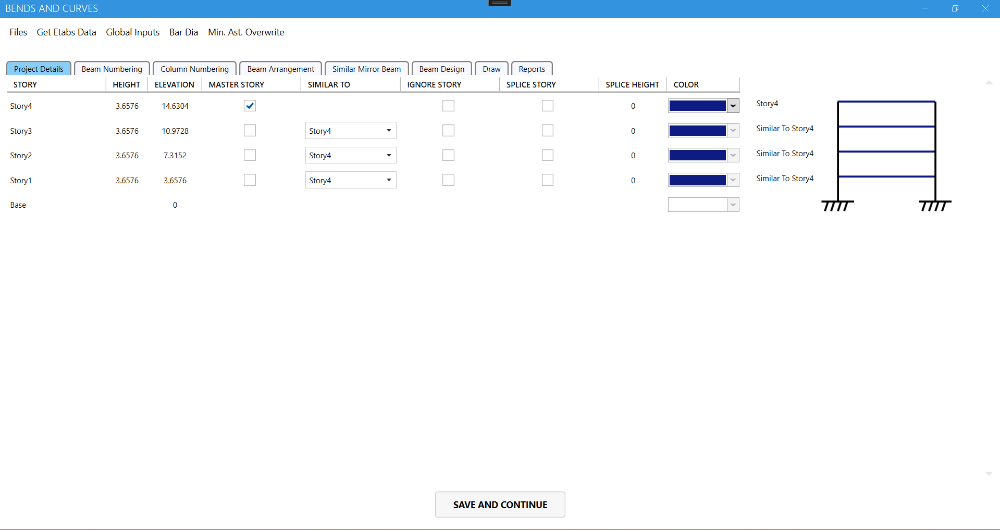 BENDS AND CURVES
Files Get Etabs Data Global Inputs Bar Dia Min. Ast. Overwrite
Project Details Beam Numbering Column Numbering Beam Arrangement Similar Mirror Beam Beam Design Draw Reports
STORY HEIGHT ELEVATION MASTER STORY SIMILAR TO IGNORE STORY SPLICE STORY SPLICE HEIGHT COLOR
Story4 3.6576 14.6304 0 Story4
Story3 3.6576 10.9728 Story4 0 Similar To Story4
Story2 3.6576 7.3152 Story4 0 Similar To Story4
Story1 3.6576 3.6576 Story4 0 Similar To Story4
Base 0
SAVE AND CONTINUE